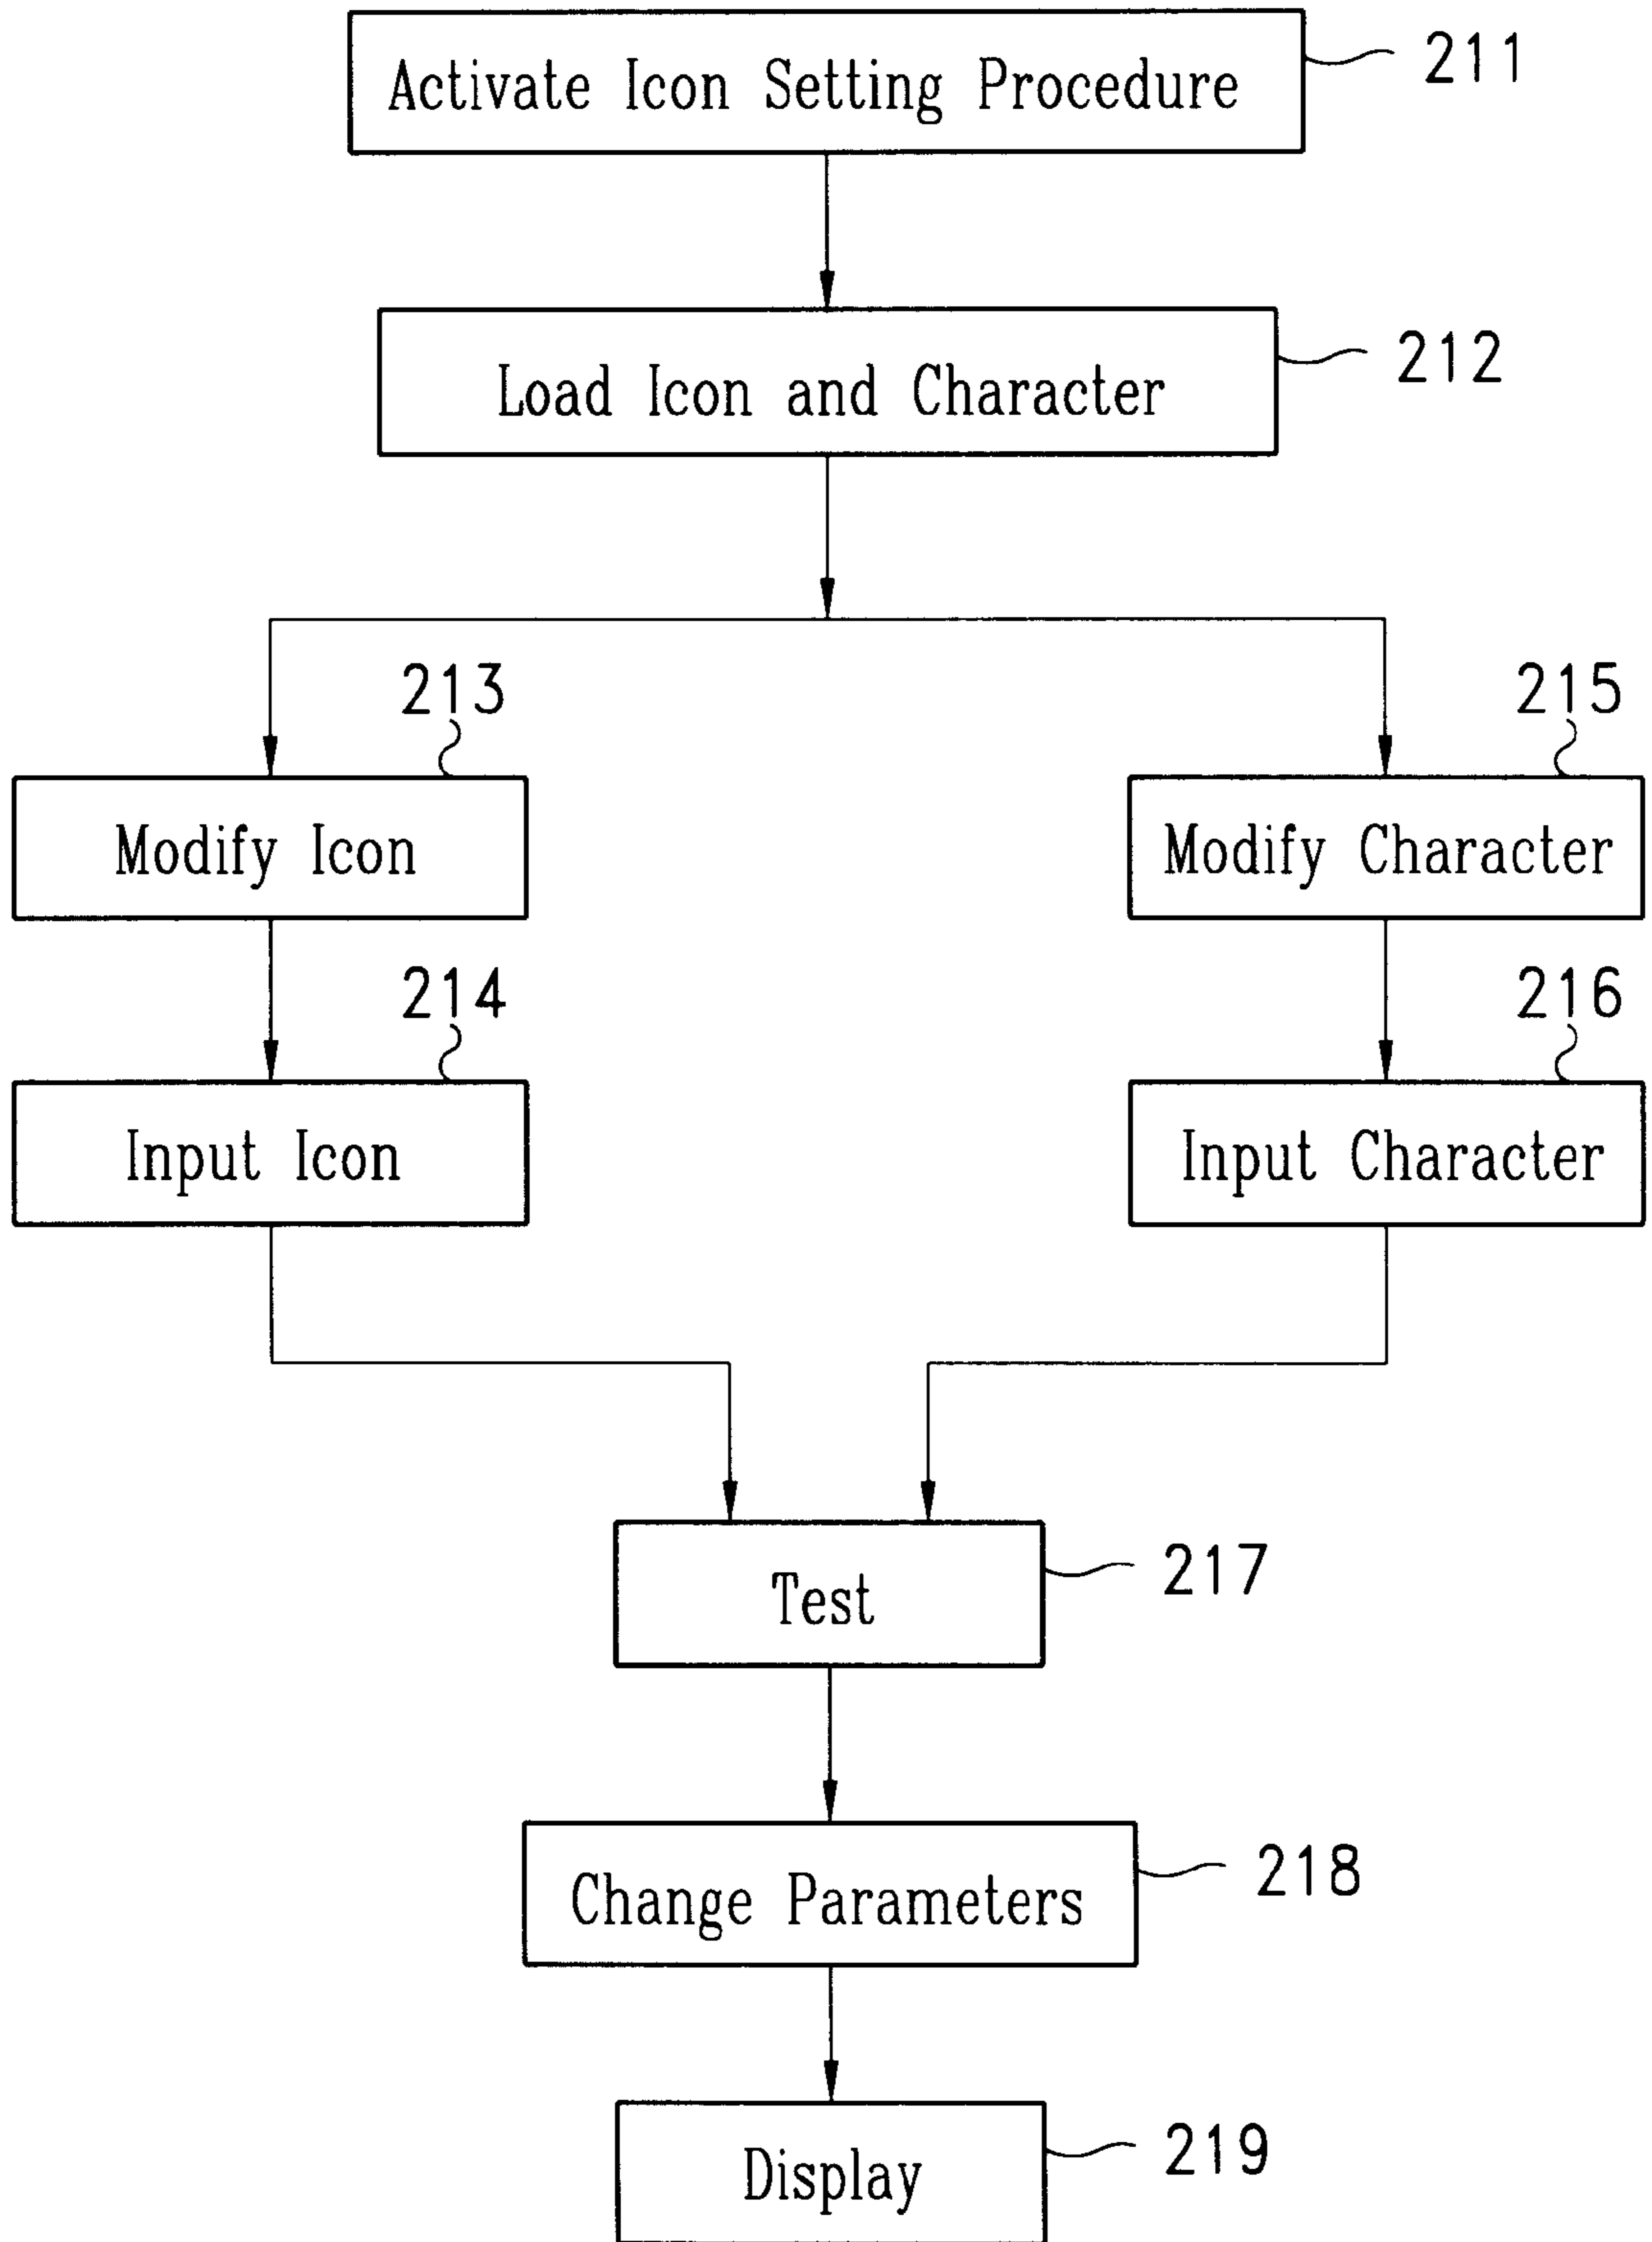 Activate Icon Setting Procedure
211
Load Icon and Character
212
213
215
Modify Icon
Modify Character
214
216
Input Icon
Input Character
Test
217
Change Parameters
218
Display
219